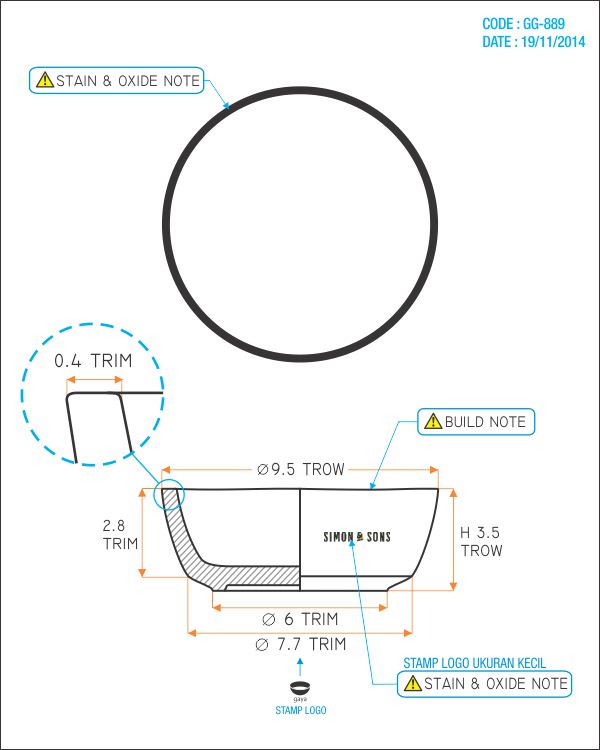 CODE : GG-889
DATE : 19/11/2014
STAIN & OXIDE NOTE
0.4 TRIM
BUILD NOTE
Ø9.5 TROW
2.8
TRIM
SIMON & SONS
H 3.5
TROW
Ø 6 TRIM
Ø 7.7 TRIM
STAMP LOGO UKURAN KECIL
STAIN & OXIDE NOTE
gaya
STAMP LOGO